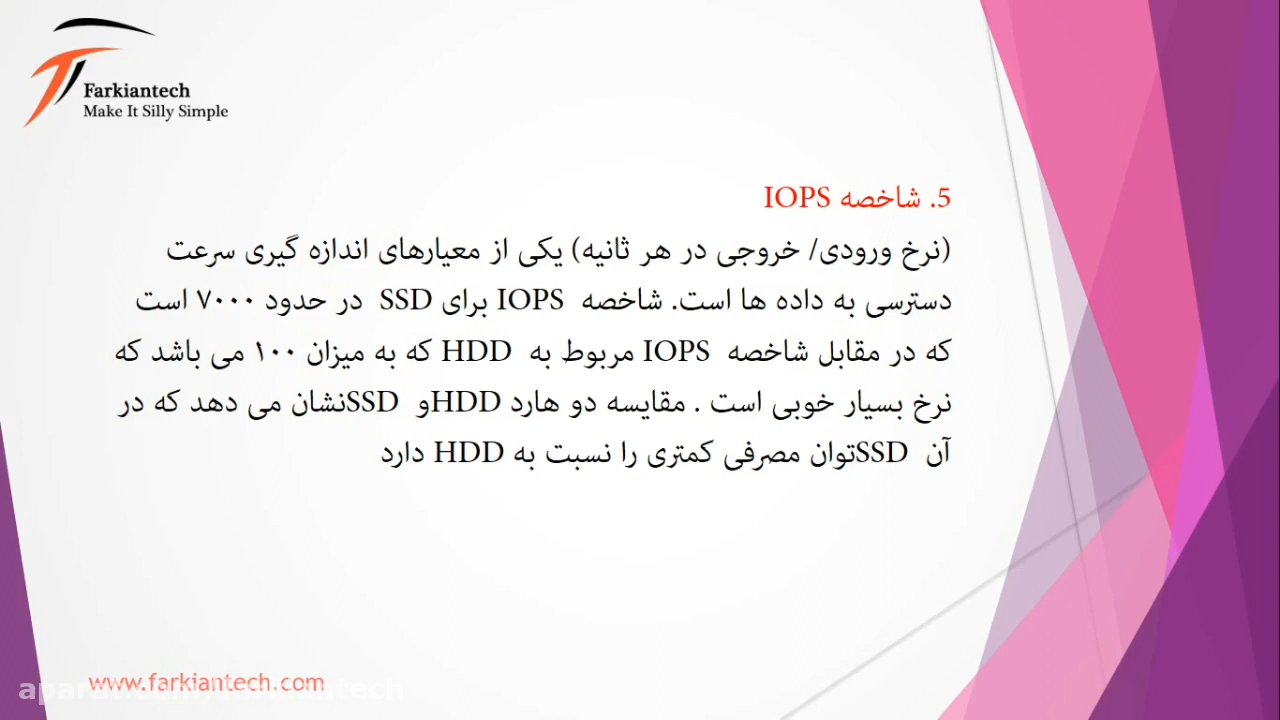 Farkiantech
Make It Silly Simple
5. شاخصه IOPS
(نرخ ورودی/ خروجی در هر ثانیه) یکی از معیارهای اندازه گیری سرعت
دسترسی به داده ها است. شاخصه IOPS برای SSD در حدود ۷۰۰۰ است
که در مقابل شاخصه IOPS مربوط به HDD که به میزان ۱۰۰ می باشد که
نرخ بسیار خوبی است . مقایسه دو هارد HDDو SSDنشان می دهد که در
آن SSDتوان مصرفی کمتری را نسبت به HDD دارد
www.farkiantech.com
aparat.com/farkiantech